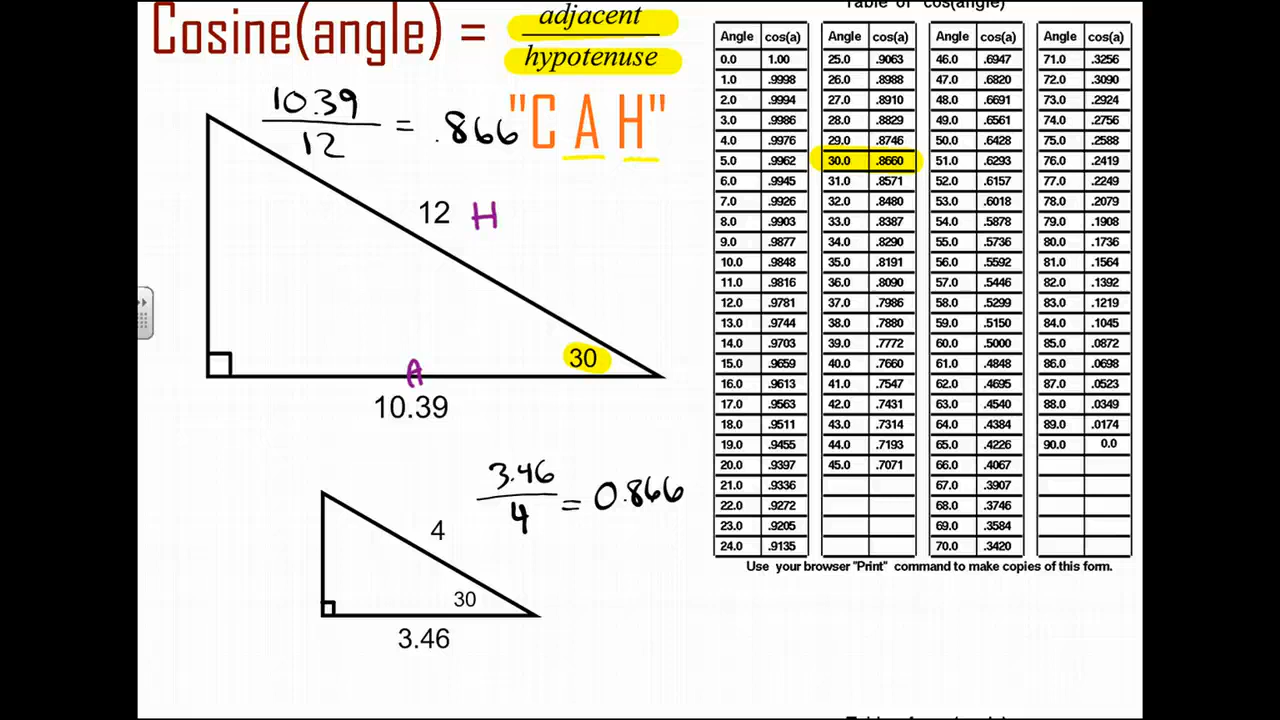 Table of cos(angle)
Cosine(angle) = adjacent
hypotenuse
10.39
12 = .866
"CAH"
12 H
30
A
10.39
3.46
4 = 0.866
4
30
3.46
Angle cos(a) Angle cos(a) Angle cos(a) Angle cos(a)
0.0 1.00 25.0 .9063 46.0 .6947 71.0 .3256
1.0 .9998 26.0 .8988 47.0 .6820 72.0 .3090
2.0 .9994 27.0 .8910 48.0 .6691 73.0 .2924
3.0 .9986 28.0 .8829 49.0 .6561 74.0 .2756
4.0 .9976 29.0 .8746 50.0 .6428 75.0 .2588
5.0 .9962 30.0 .8660 51.0 .6293 76.0 .2419
6.0 .9945 31.0 .8571 52.0 .6157 77.0 .2249
7.0 .9926 32.0 .8480 53.0 .6018 78.0 .2079
8.0 .9903 33.0 .8387 54.0 .5878 79.0 .1908
9.0 .9877 34.0 .8290 55.0 .5736 80.0 .1736
10.0 .9848 35.0 .8191 56.0 .5592 81.0 .1564
11.0 .9816 36.0 .8090 57.0 .5446 82.0 .1392
12.0 .9781 37.0 .7986 58.0 .5299 83.0 .1219
13.0 .9744 38.0 .7880 59.0 .5150 84.0 .1045
14.0 .9703 39.0 .7772 60.0 .5000 85.0 .0872
15.0 .9659 40.0 .7660 61.0 .4848 86.0 .0698
16.0 .9613 41.0 .7547 62.0 .4695 87.0 .0523
17.0 .9563 42.0 .7431 63.0 .4540 88.0 .0349
18.0 .9511 43.0 .7314 64.0 .4384 89.0 .0174
19.0 .9455 44.0 .7193 65.0 .4226 90.0 0.0
20.0 .9397 45.0 .7071 66.0 .4067
21.0 .9336 67.0 .3907
22.0 .9272 68.0 .3746
23.0 .9205 69.0 .3584
24.0 .9135 70.0 .3420
Use your browser "Print" command to make copies of this form.